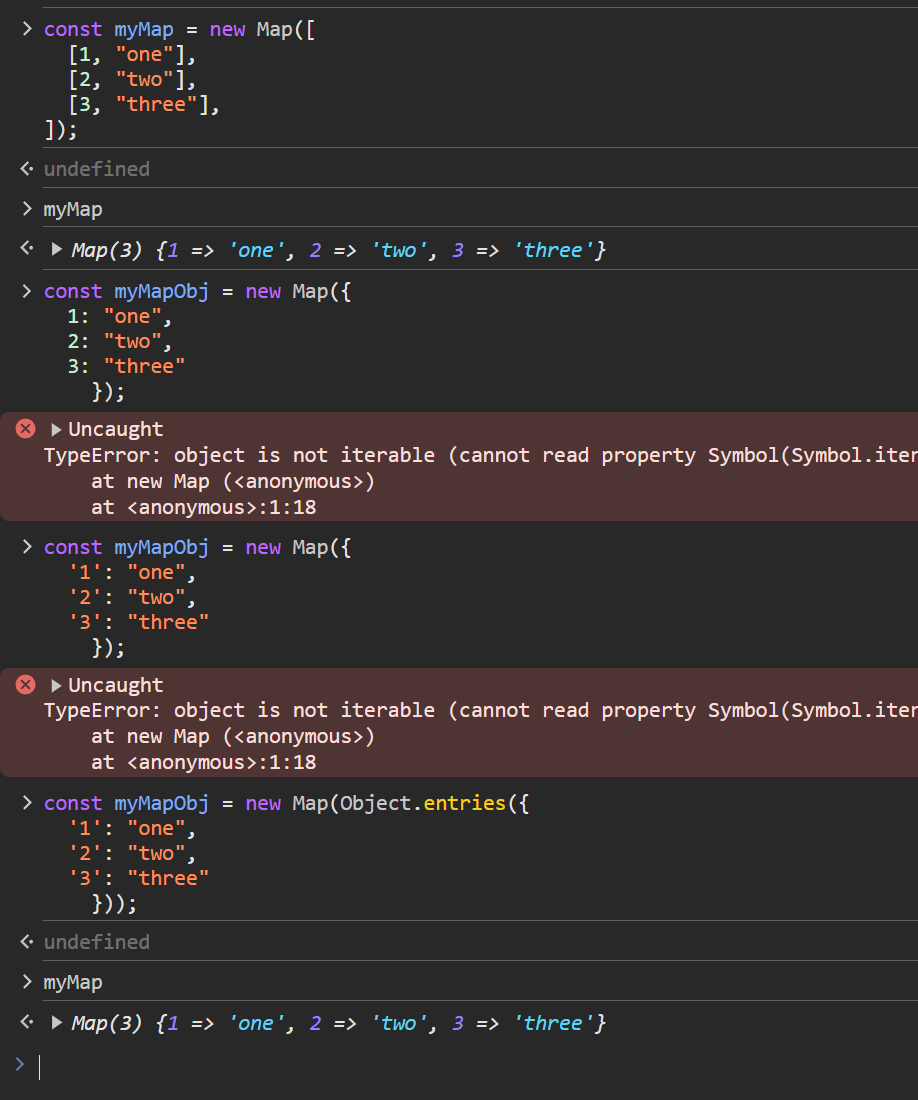 > const myMap = new Map([
[1, "one"],
[2, "two"],
[3, "three"],
]);
undefined
> myMap
Map(3) {1 => 'one', 2 => 'two', 3 => 'three'}
> const myMapObj = new Map({
1: "one",
2: "two",
3: "three"
});
Uncaught
TypeError: object is not iterable (cannot read property Symbol(Symbol.iter
at new Map (<anonymous>)
at <anonymous>:1:18
> const myMapObj = new Map({
'1': "one",
'2': "two",
'3': "three"
});
Uncaught
TypeError: object is not iterable (cannot read property Symbol(Symbol.iter
at new Map (<anonymous>)
at <anonymous>:1:18
> const myMapObj = new Map(Object.entries({
'1': "one",
'2': "two",
'3': "three"
}));
undefined
> myMap
Map(3) {1 => 'one', 2 => 'two', 3 => 'three'}
>